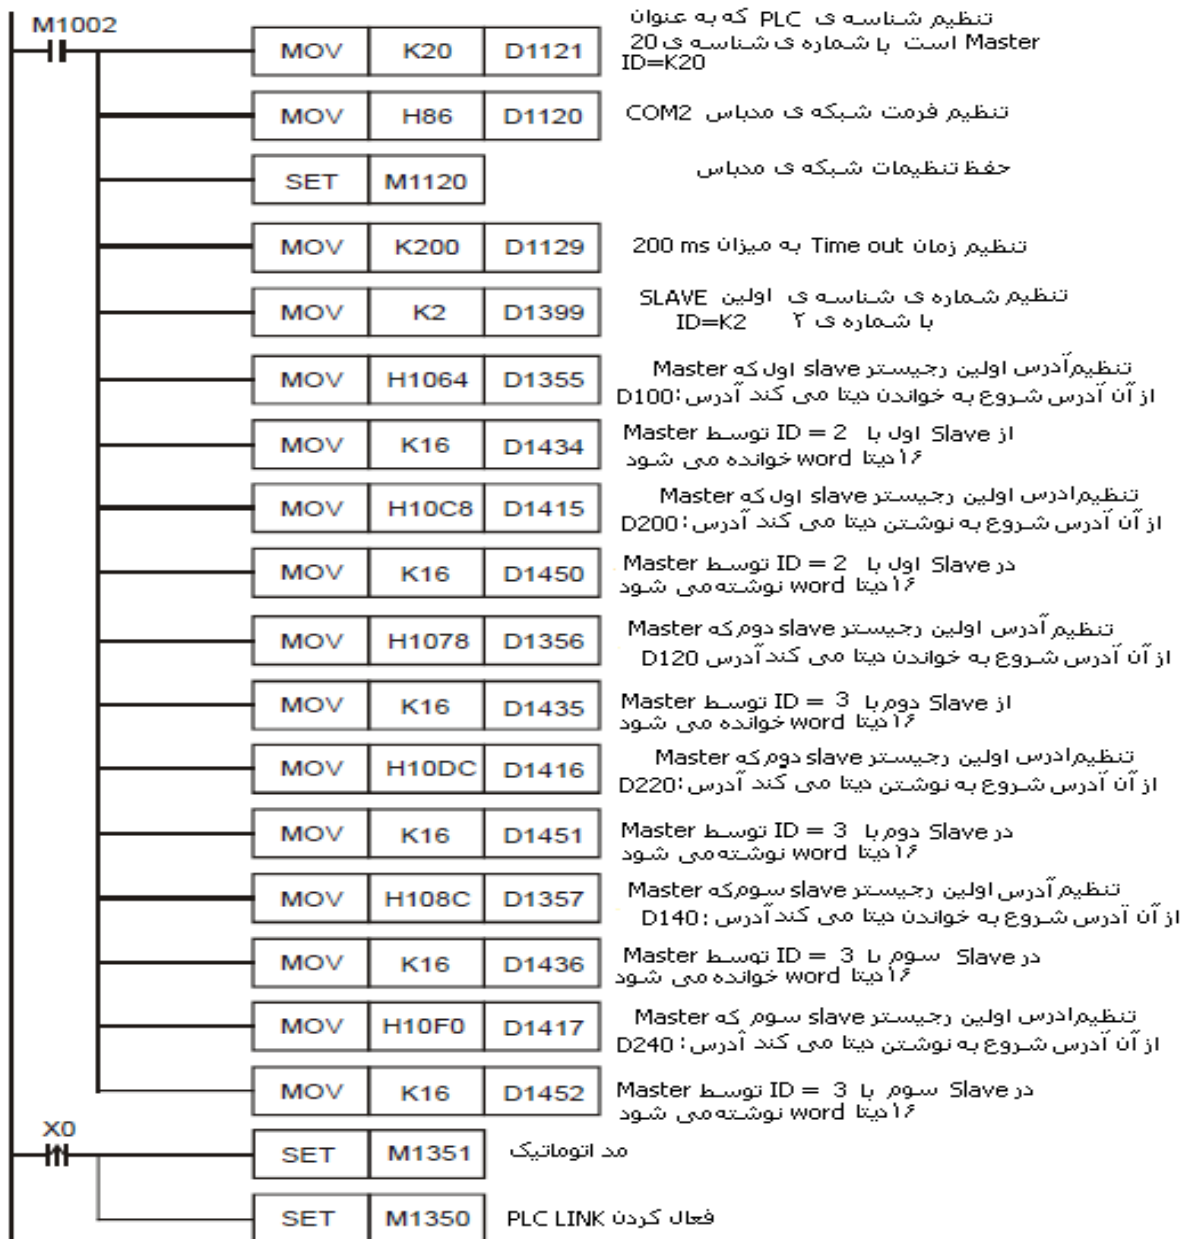 M1002
MOV K20 D1121
تنظیم شناسه ی PLC که به عنوان
Master است با شماره ی شناسه ی 20
ID=K20
MOV H86 D1120
تنظیم فرمت شبکه ی مدباس COM2
SET M1120
حفظ تنظیمات شبکه ی مدباس
MOV K200 D1129
تنظیم زمان Time out به میزان 200 ms
MOV K2 D1399
تنظیم شماره ی شناسه ی اولین SLAVE
با شماره ی ۲ ID=K2
MOV H1064 D1355
تنظیم آدرس اولین رجیستر slave اول که Master
از آن آدرس شروع به خواندن دیتا می کند آدرس:D100
MOV K16 D1434
از Slave اول با ID = 2 توسط Master
۱۶ دیتا word خوانده می شود
MOV H10C8 D1415
تنظیم ادرس اولین رجیستر slave اول که Master
از آن آدرس شروع به نوشتن دیتا می کند آدرس:D200
MOV K16 D1450
در Slave اول با ID = 2 توسط Master
۱۶ دیتا word نوشته می شود
MOV H1078 D1356
تنظیم آدرس اولین رجیستر slave دوم که Master
از آن آدرس شروع به خواندن دیتا می کند آدرس D120
MOV K16 D1435
از Slave دوم با ID = 3 توسط Master
۱۶ دیتا word خوانده می شود
MOV H10DC D1416
تنظیم ادرس اولین رجیستر slave دوم که Master
از آن آدرس شروع به نوشتن دیتا می کند آدرس:D220
MOV K16 D1451
در Slave دوم با ID = 3 توسط Master
۱۶ دیتا word نوشته می شود
MOV H108C D1357
تنظیم آدرس اولین رجیستر slave سوم که Master
از آن آدرس شروع به خواندن دیتا می کند آدرس :D140
MOV K16 D1436
در Slave سوم با ID = 3 توسط Master
۱۶ دیتا word خوانده می شود
MOV H10F0 D1417
تنظیم ادرس اولین رجیستر slave سوم که Master
از آن آدرس شروع به نوشتن دیتا می کند آدرس: D240
MOV K16 D1452
در Slave سوم با ID = 3 توسط Master
۱۶ دیتا word نوشته می شود
X0
SET M1351
مد اتوماتیک
SET M1350
فعال کردن PLC LINK